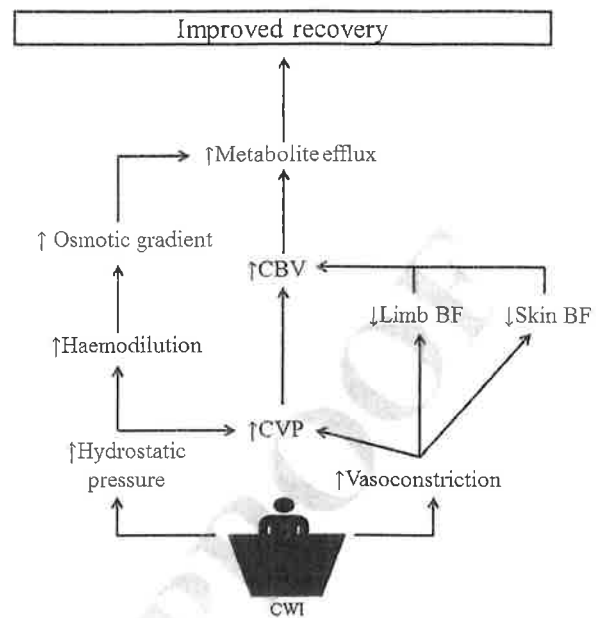 Improved recovery
↑Metabolite efflux
↑ Osmotic gradient
↑CBV
↓Limb BF
↓Skin BF
↑Haemodilution
↑CVP
↑Hydrostatic
pressure
↑Vasoconstriction
CWI